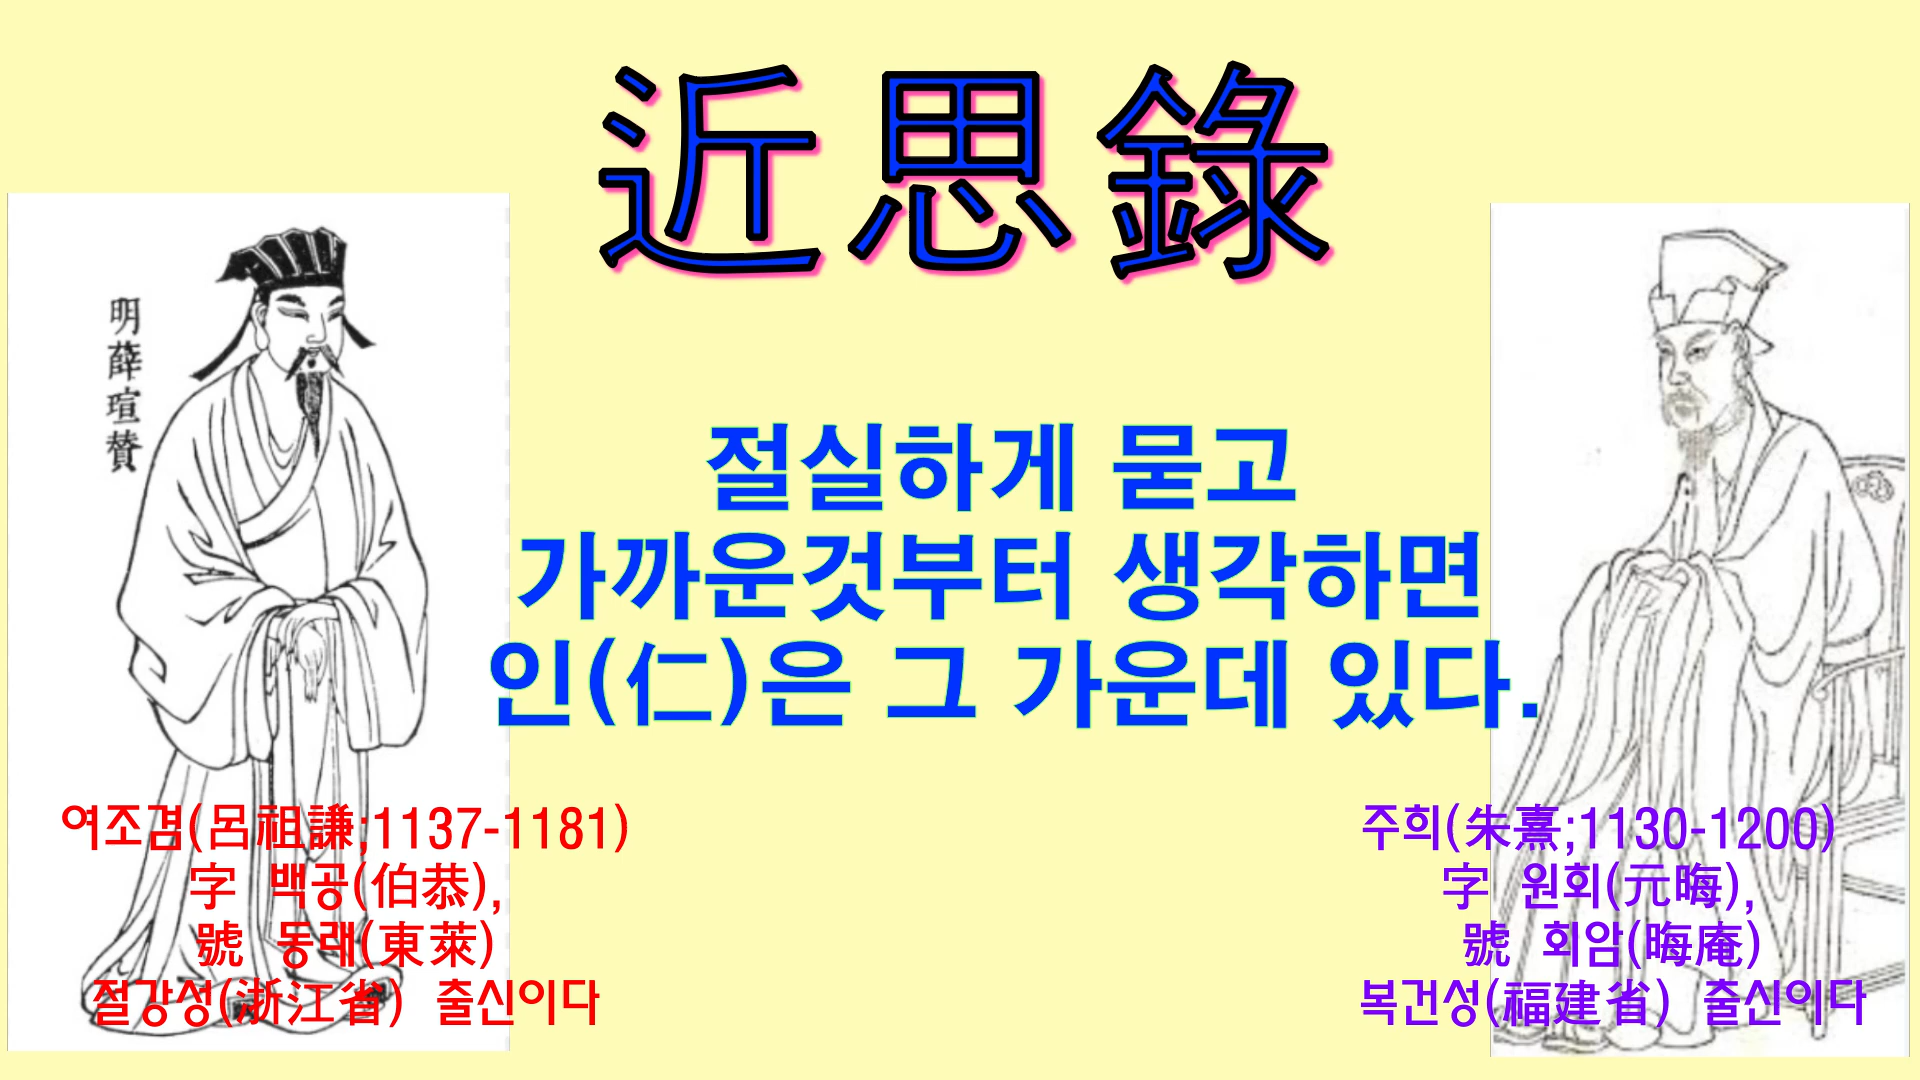 近思錄
明薛瑄贊
절실하게 묻고
가까운것부터 생각하면
인(仁)은 그 가운데 있다.
여조겸(呂祖謙;1137-1181)
字 백공(伯恭),
號 동래(東萊)
절강성(浙江省) 출신이다
주희(朱熹;1130-1200)
字 원회(元晦),
號 회암(晦庵)
복건성(福建省) 출신이다